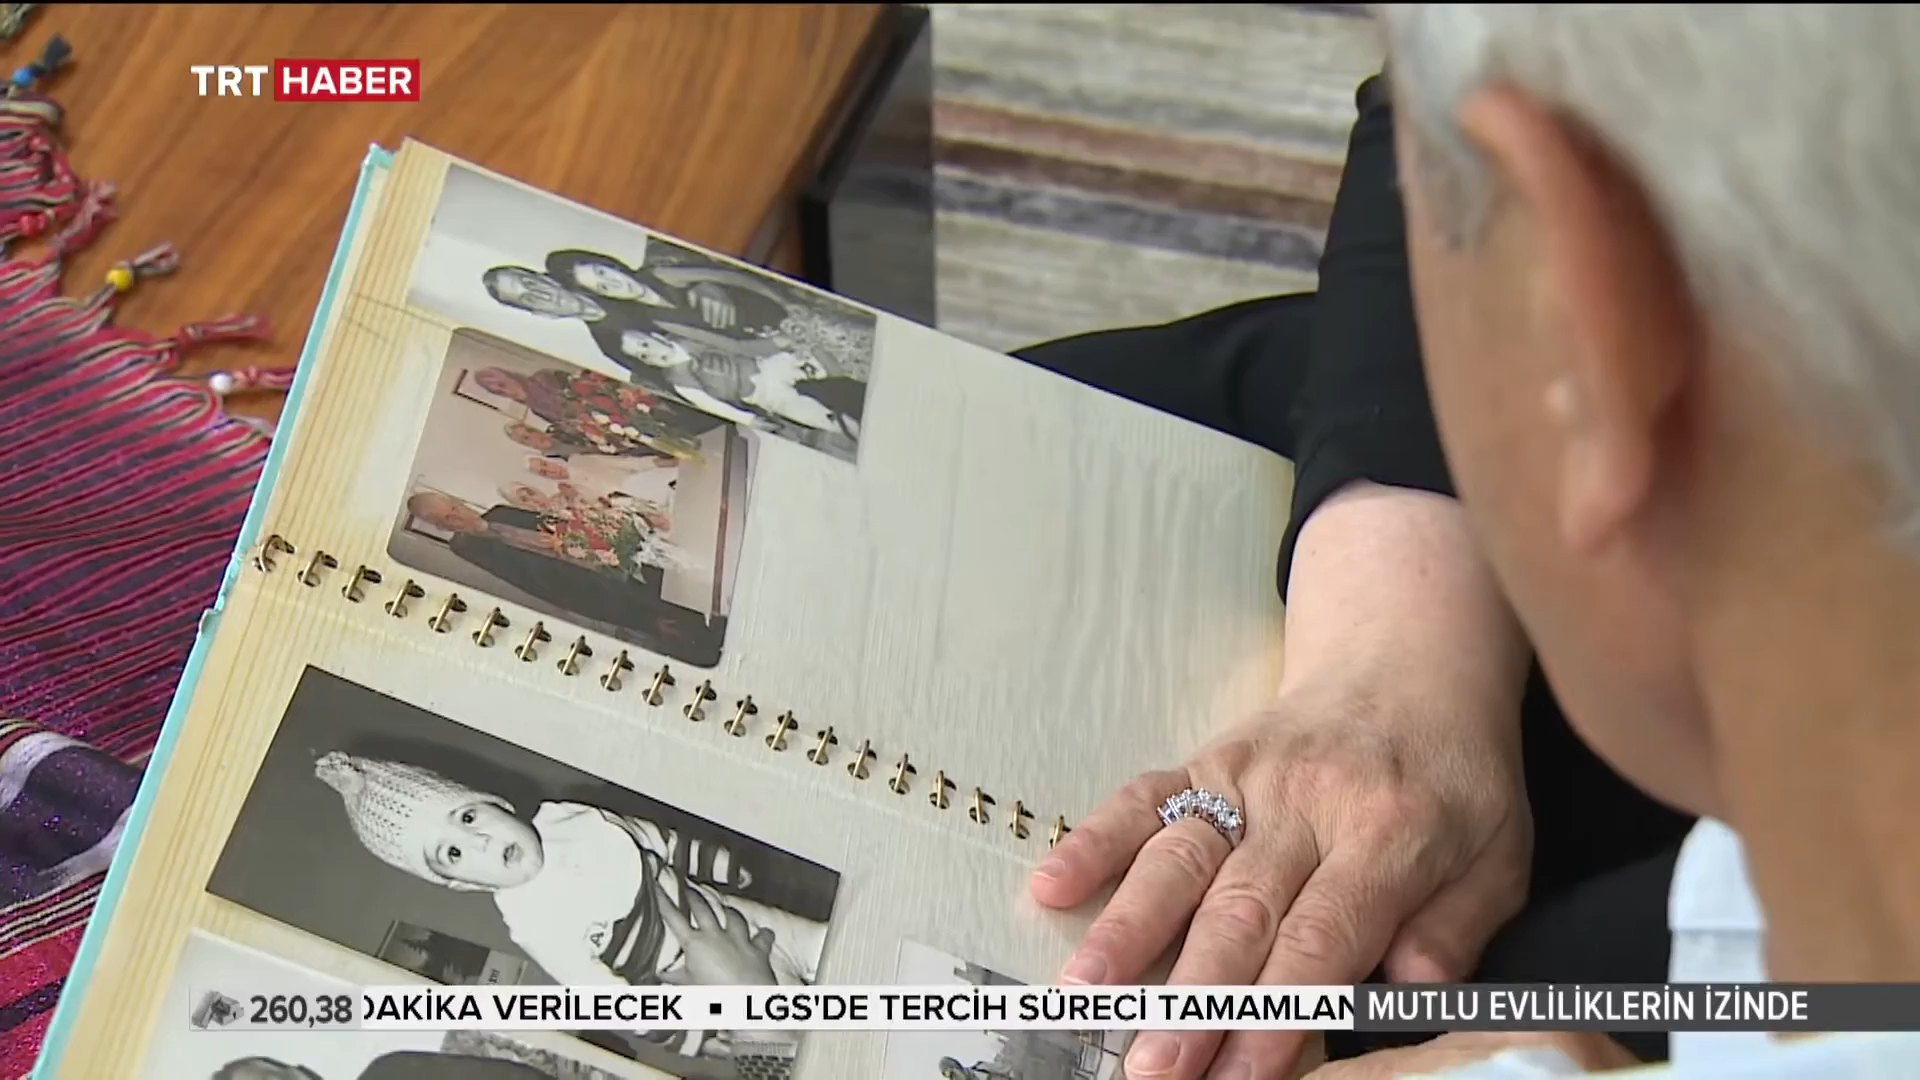 TRT HABER
260,38 DAKİKA VERİLECEK ▪ LGS'DE TERCİH SÜRECİ TAMAMLAN MUTLU EVLİLİKLERİN İZİNDE